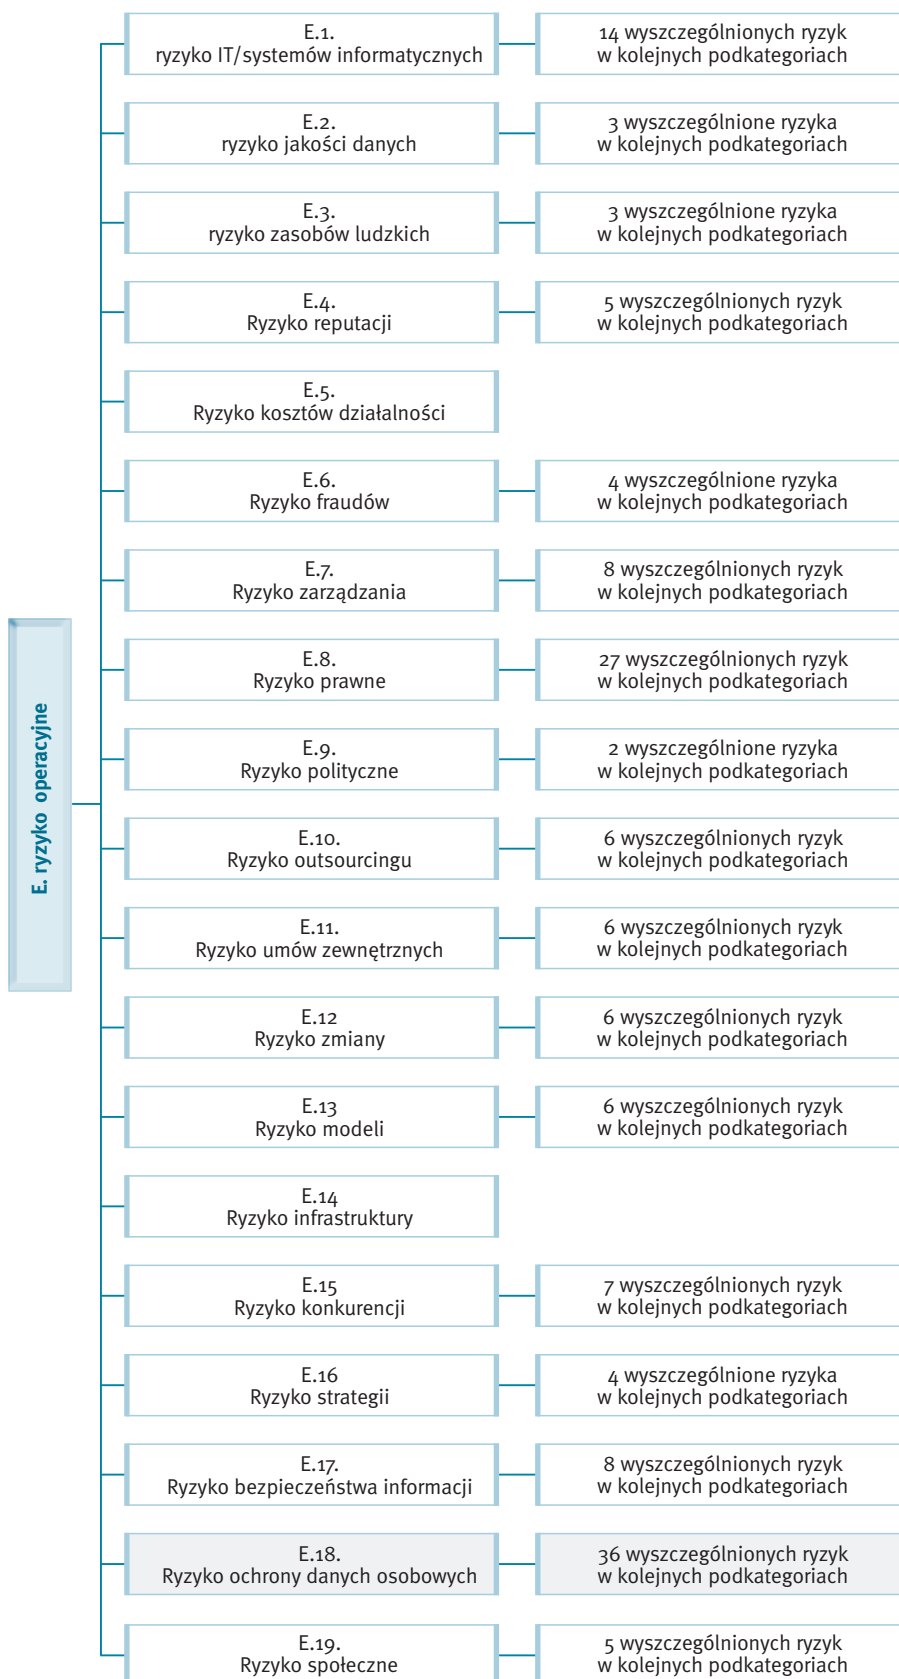 E. ryzyko operacyjne
E.1.
ryzyko IT/systemów informatycznych
14 wyszczególnionych ryzyk
w kolejnych podkategoriach
E.2.
ryzyko jakości danych
3 wyszczególnione ryzyka
w kolejnych podkategoriach
E.3.
ryzyko zasobów ludzkich
3 wyszczególnione ryzyka
w kolejnych podkategoriach
E.4.
Ryzyko reputacji
5 wyszczególnionych ryzyk
w kolejnych podkategoriach
E.5.
Ryzyko kosztów działalności
E.6.
Ryzyko fraudów
4 wyszczególnione ryzyka
w kolejnych podkategoriach
E.7.
Ryzyko zarządzania
8 wyszczególnionych ryzyk
w kolejnych podkategoriach
E.8.
Ryzyko prawne
27 wyszczególnionych ryzyk
w kolejnych podkategoriach
E.9.
Ryzyko polityczne
2 wyszczególnione ryzyka
w kolejnych podkategoriach
E.10.
Ryzyko outsourcingu
6 wyszczególnionych ryzyk
w kolejnych podkategoriach
E.11.
Ryzyko umów zewnętrznych
6 wyszczególnionych ryzyk
w kolejnych podkategoriach
E.12
Ryzyko zmiany
6 wyszczególnionych ryzyk
w kolejnych podkategoriach
E.13
Ryzyko modeli
6 wyszczególnionych ryzyk
w kolejnych podkategoriach
E.14
Ryzyko infrastruktury
E.15
Ryzyko konkurencji
7 wyszczególnionych ryzyk
w kolejnych podkategoriach
E.16
Ryzyko strategii
4 wyszczególnione ryzyka
w kolejnych podkategoriach
E.17.
Ryzyko bezpieczeństwa informacji
8 wyszczególnionych ryzyk
w kolejnych podkategoriach
E.18.
Ryzyko ochrony danych osobowych
36 wyszczególnionych ryzyk
w kolejnych podkategoriach
E.19.
Ryzyko społeczne
5 wyszczególnionych ryzyk
w kolejnych podkategoriach